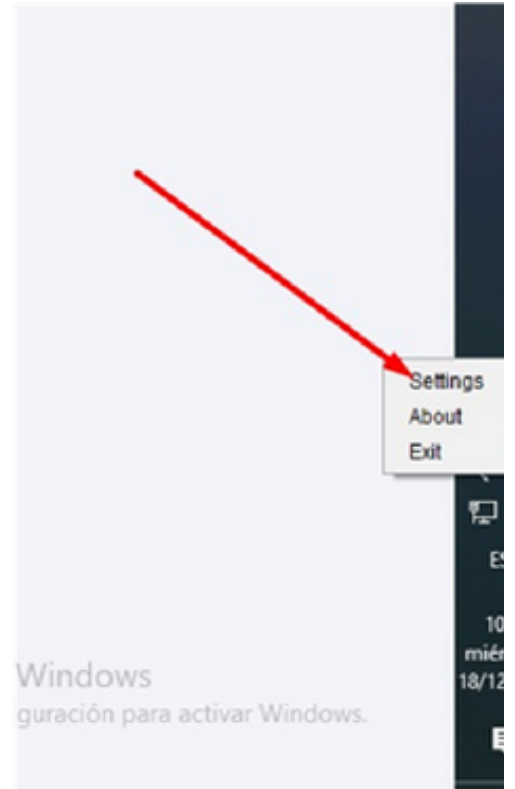 Settings
About
Exit
ES
10
miér
18/12
Windows
guración para activar Windows.